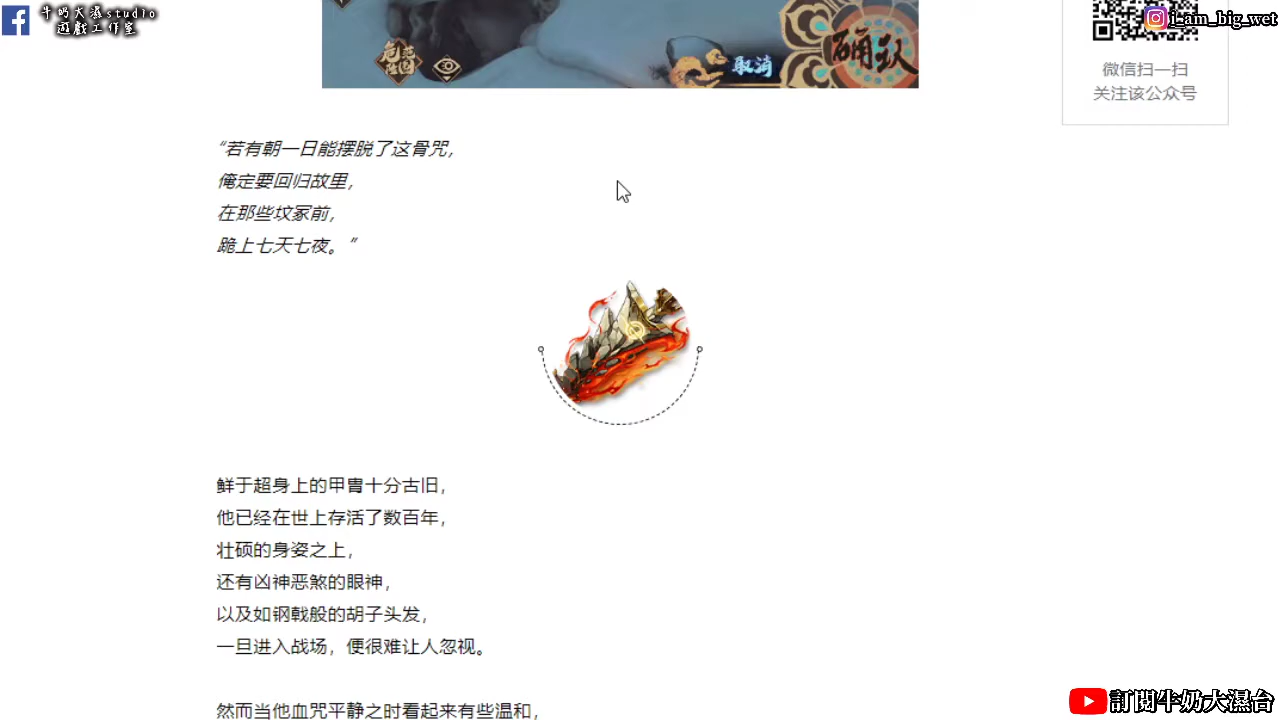 牛奶大濕studio
遊戲工作室
i_am_big_wet
危险
范围
取消
确认
微信扫一扫
关注该公众号
“若有朝一日能摆脱了这骨咒，
俺定要回归故里，
在那些坟冢前，
跪上七天七夜。”
鲜于超身上的甲胄十分古旧，
他已经在世上存活了数百年，
壮硕的身姿之上，
还有凶神恶煞的眼神，
以及如钢戟般的胡子头发，
一旦进入战场，便很难让人忽视。
然而当他血咒平静之时看起来有些温和，
訂閱牛奶大濕台